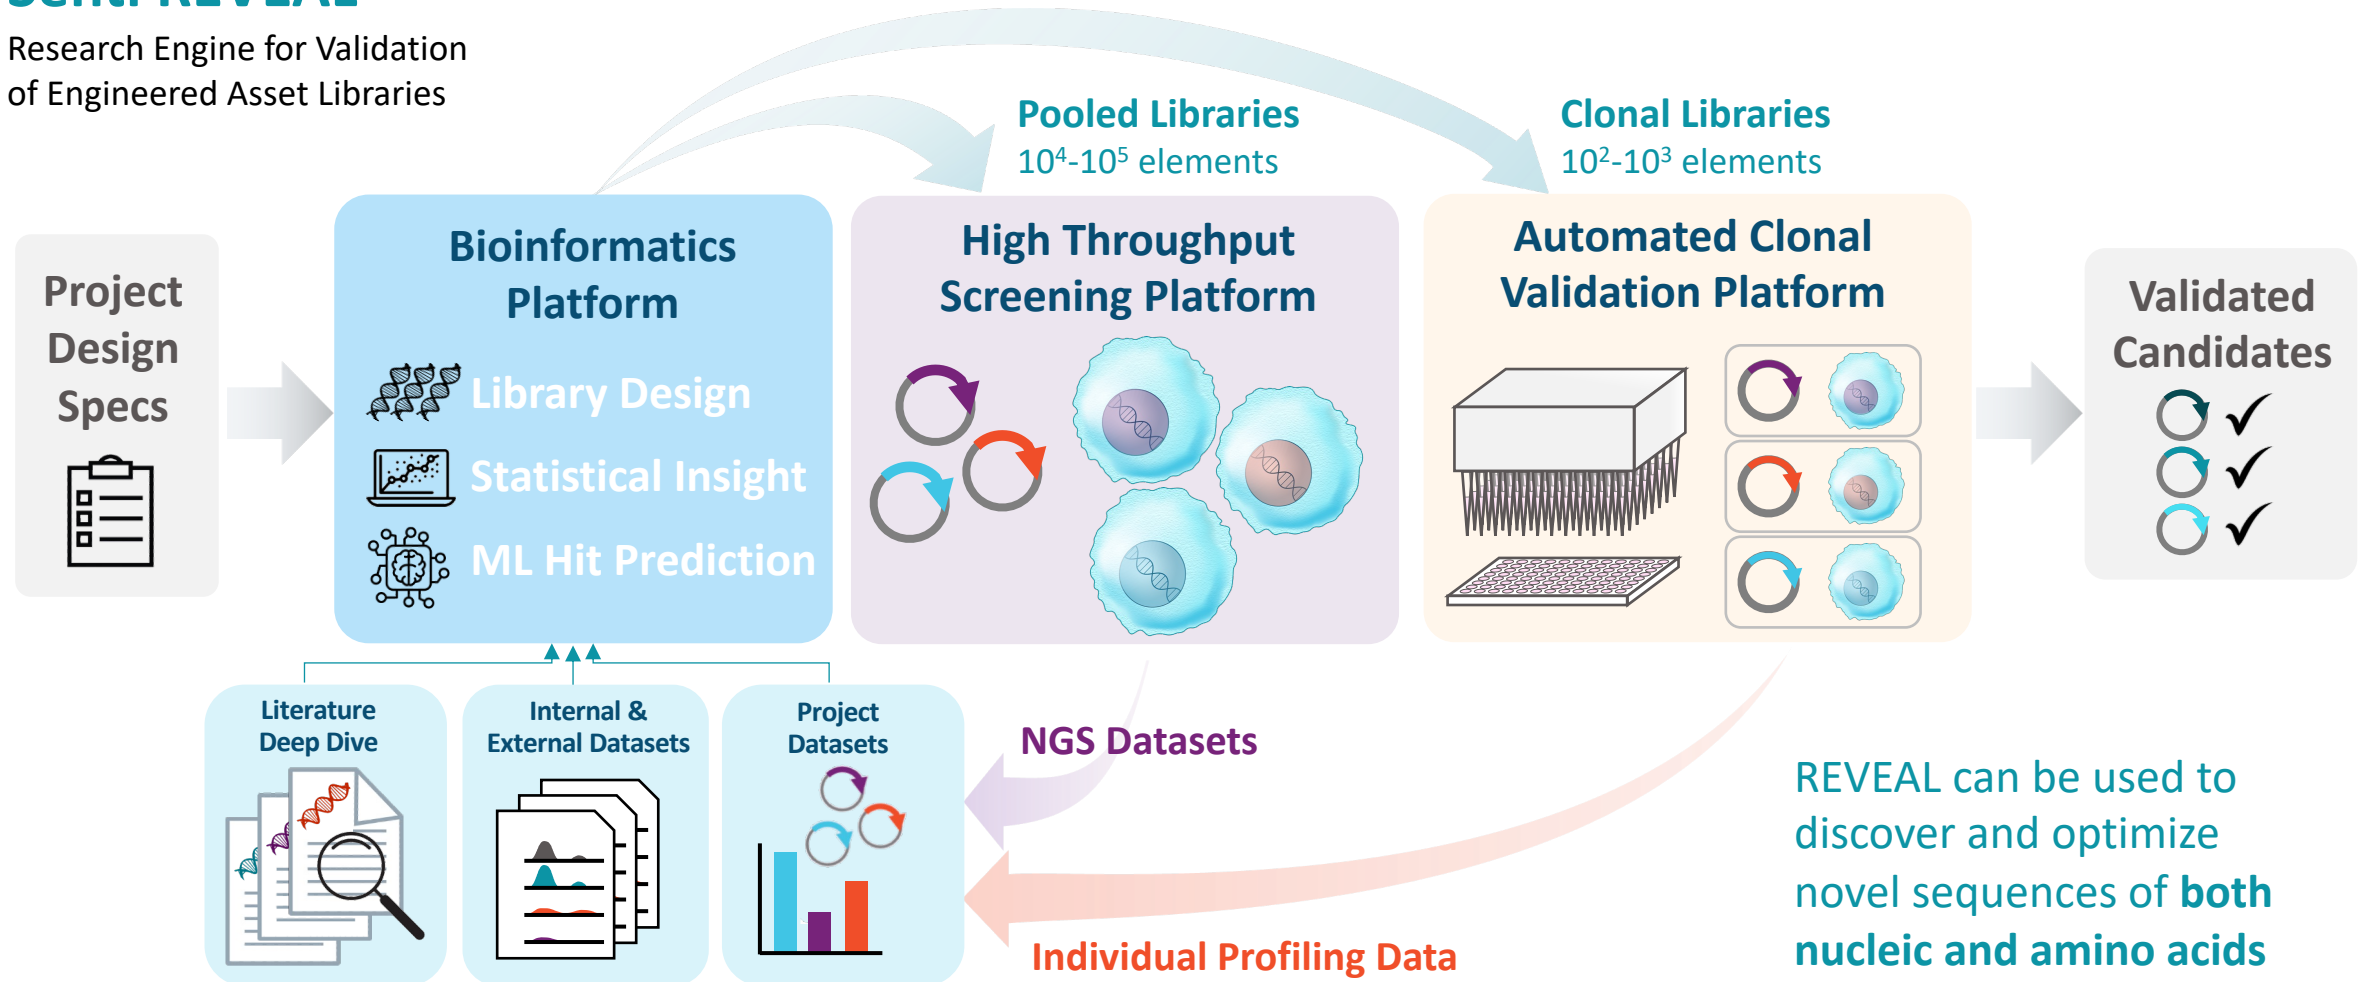 Senti REVEAL
Research Engine for Validation
of Engineered Asset Libraries
Pooled Libraries
10⁴-10⁵ elements
Clonal Libraries
10²-10³ elements
Project
Design
Specs
Bioinformatics
Platform
Library Design
Statistical Insight
ML Hit Prediction
High Throughput
Screening Platform
Automated Clonal
Validation Platform
Validated
Candidates
Literature
Deep Dive
Internal &
External Datasets
Project
Datasets
NGS Datasets
Individual Profiling Data
REVEAL can be used to
discover and optimize
novel sequences of both
nucleic and amino acids